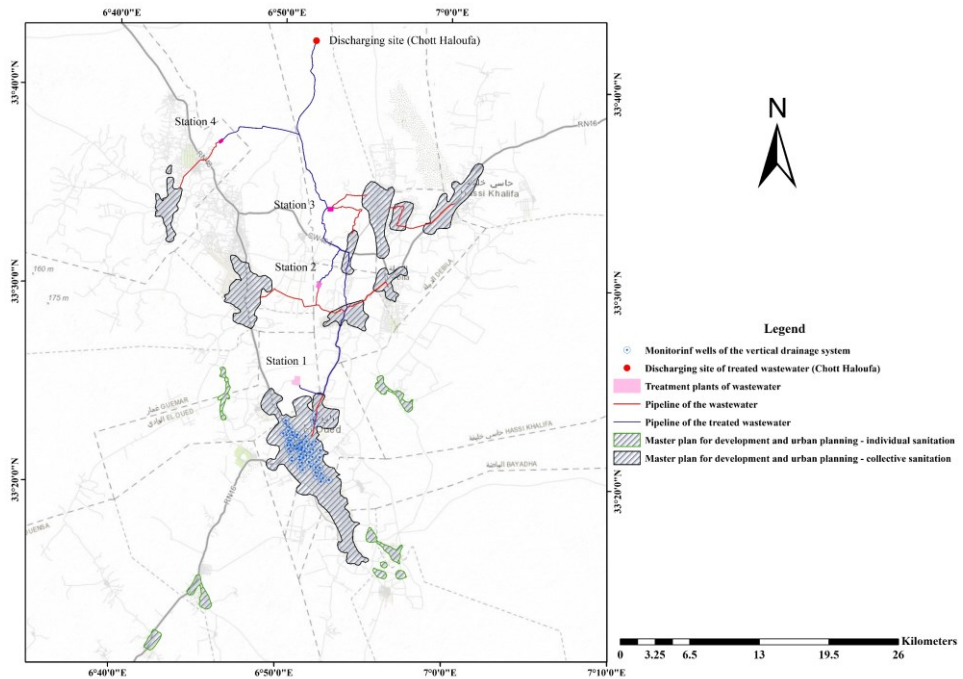 6°40'0"E
6°50'0"E
7°0'0"E
Discharging site (Chott Haloufa)
33°40'0"N
33°40'0"N
Station 4
RN16
N
Station 3
حاسي خليفة
Hassi Khalifa
Station 2
160 m
175 m
الدبيلة DEBILA
33°30'0"N
33°30'0"N
Legend
Station 1
Monitorinf wells of the vertical drainage system
Discharging site of treated wastewater (Chott Haloufa)
Treatment plants of wastewater
Pipeline of the wastewater
Pipeline of the treated wastewater
Master plan for development and urban planning - individual sanitation
Master plan for development and urban planning - collective sanitation
قمار GUEMAR
الوادي EL OUED
حاسي خليفة HASSI KHALIFA
البياضة BAYADHA
33°20'0"N
33°20'0"N
RN16
Kilometers
0 3.25 6.5 13 19.5 26
6°40'0"E
6°50'0"E
7°0'0"E
7°10'0"E